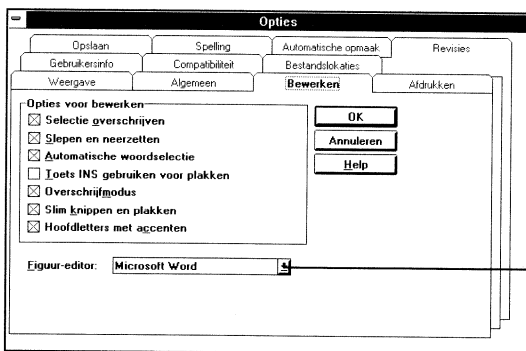 Opties
Opslaan Spelling Automatische opmaak Revisies
Gebruikersinfo Compatibiliteit Bestandslokaties
Weergave Algemeen Bewerken Afdrukken
Opties voor bewerken
Selectie overschrijven
Slepen en neerzetten
Automatische woordselectie
Toets INS gebruiken voor plakken
Overschrijfmodus
Slim knippen en plakken
Hoofdletters met accenten
OK
Annuleren
Help
Figuur-editor: Microsoft Word